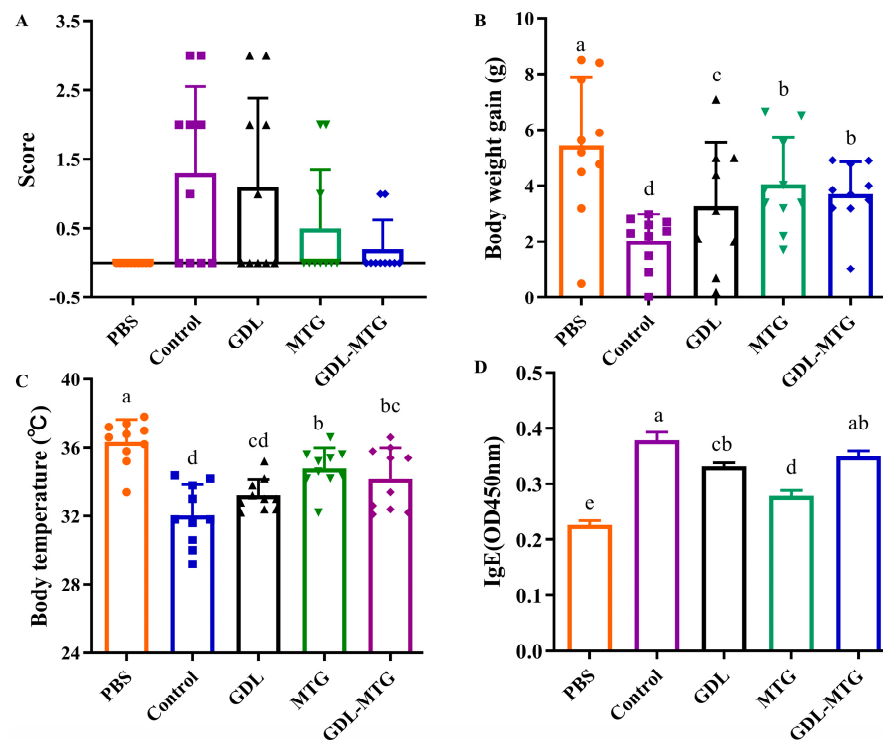 A
Score
3.5
2.5
1.5
0.5
-0.5
PBS
Control
GDL
MTG
GDL-MTG
B
Body weight gain (g)
10
8
6
4
2
0
a
d
c
b
b
PBS
Control
GDL
MTG
GDL-MTG
C
Body temperature (℃)
40
36
32
28
24
a
d
cd
b
bc
PBS
Control
GDL
MTG
GDL-MTG
D
IgE(OD450nm)
0.5
0.4
0.3
0.2
0.1
0.0
e
a
cb
d
ab
PBS
Control
GDL
MTG
GDL-MTG